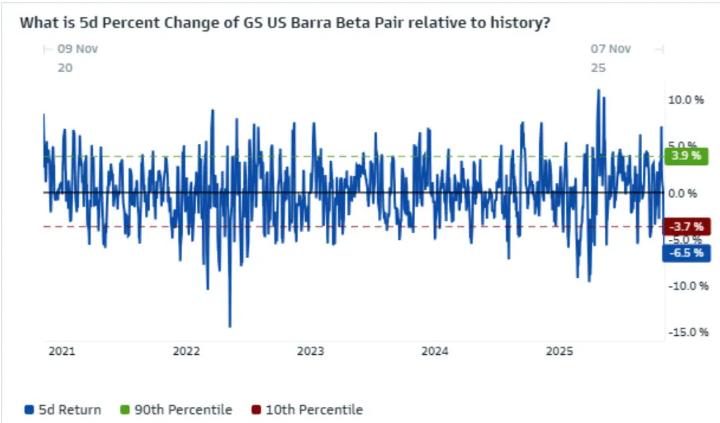 What is 5d Percent Change of GS US Barra Beta Pair relative to history?
09 Nov
20
07 Nov
25
10.0 %
5.0 %
3.9 %
0.0 %
-3.7 %
-5.0 %
-6.5 %
-10.0 %
-15.0 %
2021 2022 2023 2024 2025
5d Return 90th Percentile 10th Percentile